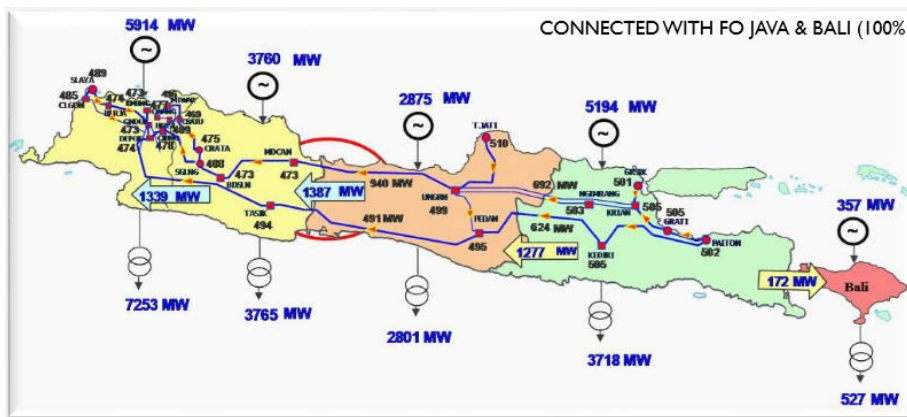 CONNECTED WITH FO JAVA & BALI (100%
5914 MW
3760 MW
2875 MW
5194 MW
357 MW
SLAYA
489
485
474
473
469
475
CRATA
488
DEPOK
473
474
478
499
SGLNG
473
BDSLN
MDCAN
473
TASIK
494
1339 MW
1387 MW
940 MW
491 MW
T.JATI
510
UNGRN
499
PEDAN
495
692 MW
624 MW
1277 MW
NGIMBANG
503
GRSIK
501
KRIAN
505
505
GRATI
PAITON
502
KEDIRI
505
172 MW
Bali
7253 MW
3765 MW
2801 MW
3718 MW
527 MW